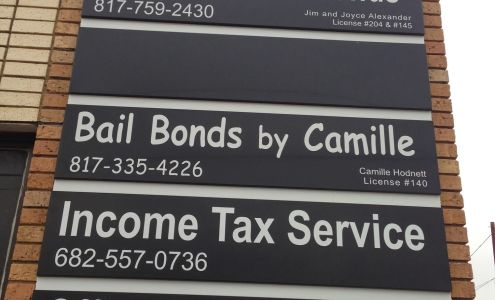 817-759-2430
Jim and Joyce Alexander
License #204 & #145
Bail Bonds by Camille
817-335-4226
Camille Hodnett
License #140
Income Tax Service
682-557-0736